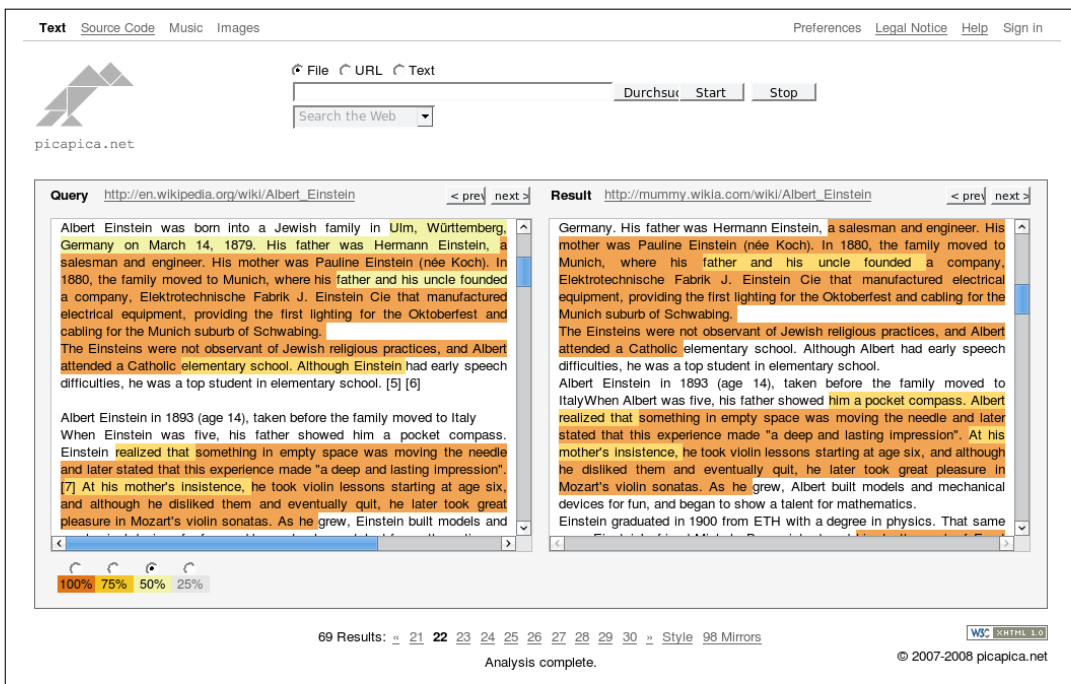 Text Source Code Music Images Preferences Legal Notice Help Sign in
File URL Text
Durchsuc Start Stop
Search the Web
picapica.net
Query http://en.wikipedia.org/wiki/Albert_Einstein < prev next >
Albert Einstein was born into a Jewish family in Ulm, Württemberg,
Germany on March 14, 1879. His father was Hermann Einstein, a
salesman and engineer. His mother was Pauline Einstein (née Koch). In
1880, the family moved to Munich, where his father and his uncle founded
a company, Elektrotechnische Fabrik J. Einstein Cie that manufactured
electrical equipment, providing the first lighting for the Oktoberfest and
cabling for the Munich suburb of Schwabing.
The Einsteins were not observant of Jewish religious practices, and Albert
attended a Catholic elementary school. Although Einstein had early speech
difficulties, he was a top student in elementary school. [5] [6]
Albert Einstein in 1893 (age 14), taken before the family moved to Italy
When Einstein was five, his father showed him a pocket compass.
Einstein realized that something in empty space was moving the needle
and later stated that this experience made "a deep and lasting impression".
[7] At his mother's insistence, he took violin lessons starting at age six,
and although he disliked them and eventually quit, he later took great
pleasure in Mozart's violin sonatas. As he grew, Einstein built models and
Result http://mummy.wikia.com/wiki/Albert_Einstein < prev next >
Germany. His father was Hermann Einstein, a salesman and engineer. His
mother was Pauline Einstein (née Koch). In 1880, the family moved to
Munich, where his father and his uncle founded a company,
Elektrotechnische Fabrik J. Einstein Cie that manufactured electrical
equipment, providing the first lighting for the Oktoberfest and cabling for the
Munich suburb of Schwabing.
The Einsteins were not observant of Jewish religious practices, and Albert
attended a Catholic elementary school. Although Albert had early speech
difficulties, he was a top student in elementary school.
Albert Einstein in 1893 (age 14), taken before the family moved to
ItalyWhen Albert was five, his father showed him a pocket compass. Albert
realized that something in empty space was moving the needle and later
stated that this experience made "a deep and lasting impression". At his
mother's insistence, he took violin lessons starting at age six, and although
he disliked them and eventually quit, he later took great pleasure in
Mozart's violin sonatas. As he grew, Albert built models and mechanical
devices for fun, and began to show a talent for mathematics.
Einstein graduated in 1900 from ETH with a degree in physics. That same
100% 75% 50% 25%
69 Results: « 21 22 23 24 25 26 27 28 29 30 » Style 98 Mirrors
Analysis complete.
W3C XHTML 1.0
© 2007-2008 picapica.net